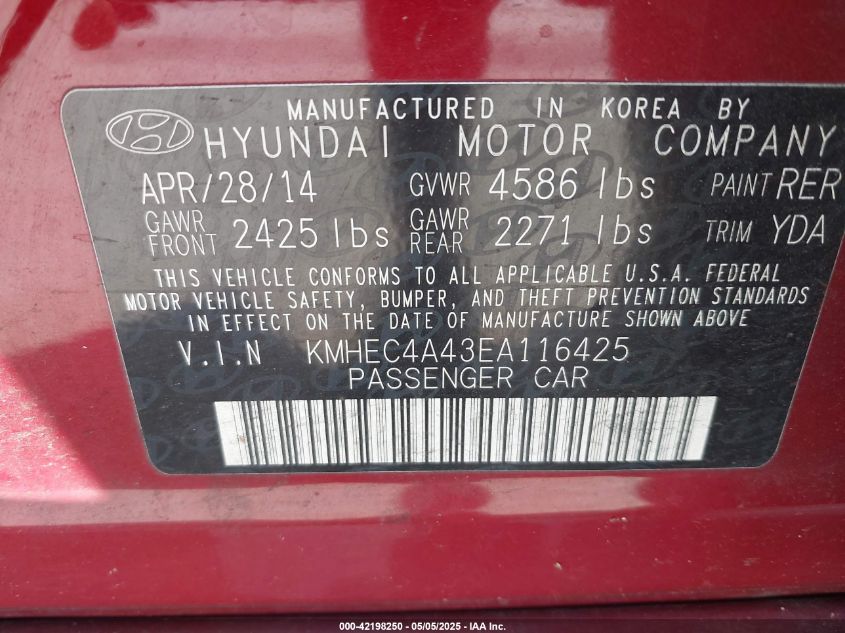 MANUFACTURED IN KOREA BY
HYUNDAI MOTOR COMPANY
APR/28/14 GVWR 4586 lbs PAINT RER
GAWR FRONT 2425 lbs GAWR REAR 2271 lbs TRIM YDA
THIS VEHICLE CONFORMS TO ALL APPLICABLE U.S.A. FEDERAL
MOTOR VEHICLE SAFETY, BUMPER, AND THEFT PREVENTION STANDARDS
IN EFFECT ON THE DATE OF MANUFACTURE SHOWN ABOVE
V.I.N KMHEC4A43EA116425
PASSENGER CAR
000-42198250 - 05/05/2025 - IAA Inc.